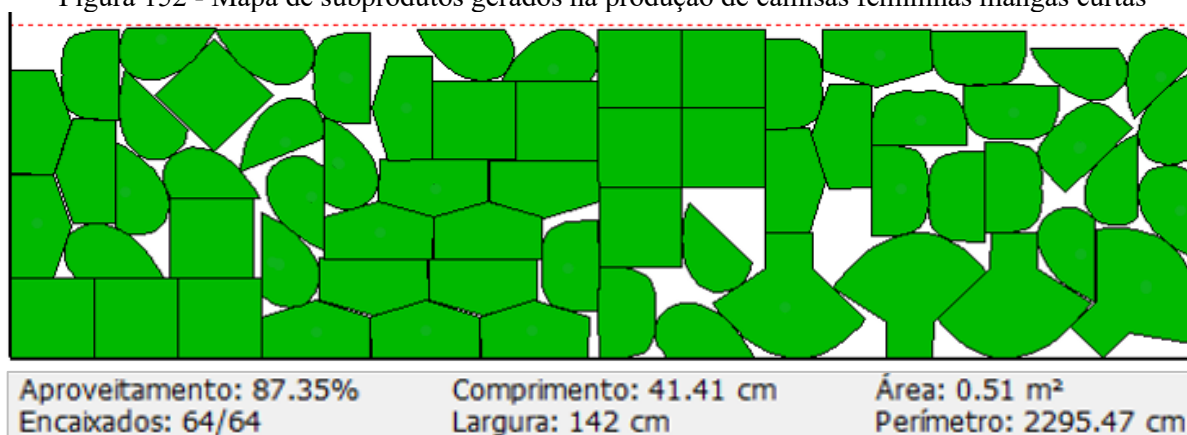 Figura 132 - Mapa de subprodutos gerados na produção de camisas femininas mangas curtas
Aproveitamento: 87.35% Comprimento: 41.41 cm Área: 0.51 m²
Encaixados: 64/64 Largura: 142 cm Perímetro: 2295.47 cm